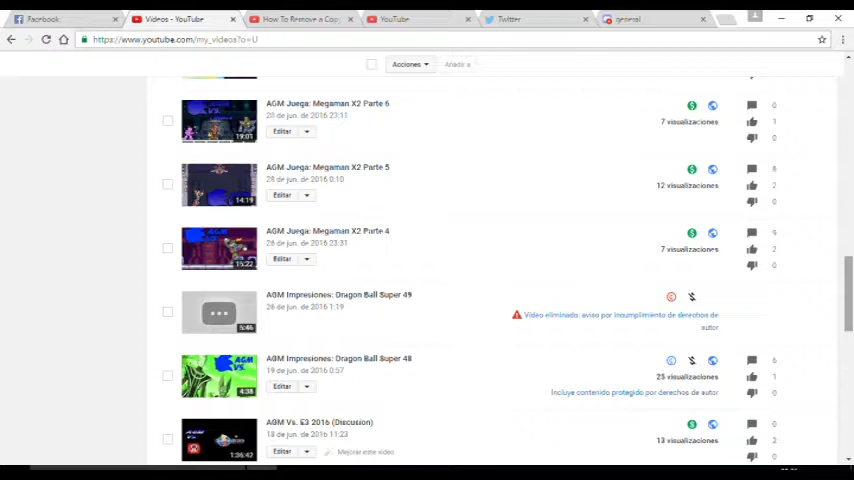 Facebook
Videos - YouTube
How To Remove a Cop
YouTube
Twitter
general
https://www.youtube.com/my_videos?o=U
Acciones
Añadir a
AGM Juega: Megaman X2 Parte 6
28 de jun. de 2016 23:11
Editar
19:01
7 visualizaciones
0
1
0
AGM Juega: Megaman X2 Parte 5
28 de jun. de 2016 0:10
Editar
14:19
12 visualizaciones
8
2
0
AGM Juega: Megaman X2 Parte 4
26 de jun. de 2016 23:31
Editar
15:22
7 visualizaciones
9
2
0
AGM Impresiones: Dragon Ball Super 49
26 de jun. de 2016 1:19
5:46
Vídeo eliminado: aviso por incumplimiento de derechos de
autor
AGM Impresiones: Dragon Ball Super 48
19 de jun. de 2016 0:57
Editar
AGM
VS.
4:38
25 visualizaciones
6
1
0
Incluye contenido protegido por derechos de autor
AGM Vs. E3 2016 (Discusion)
18 de jun. de 2016 11:23
Editar
Mejorar este vídeo
1:36:42
13 visualizaciones
0
2
0